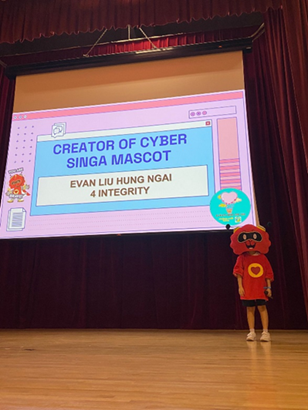 CREATOR OF CYBER
SINGA MASCOT
EVAN LIU HUNG NGAI
4 INTEGRITY